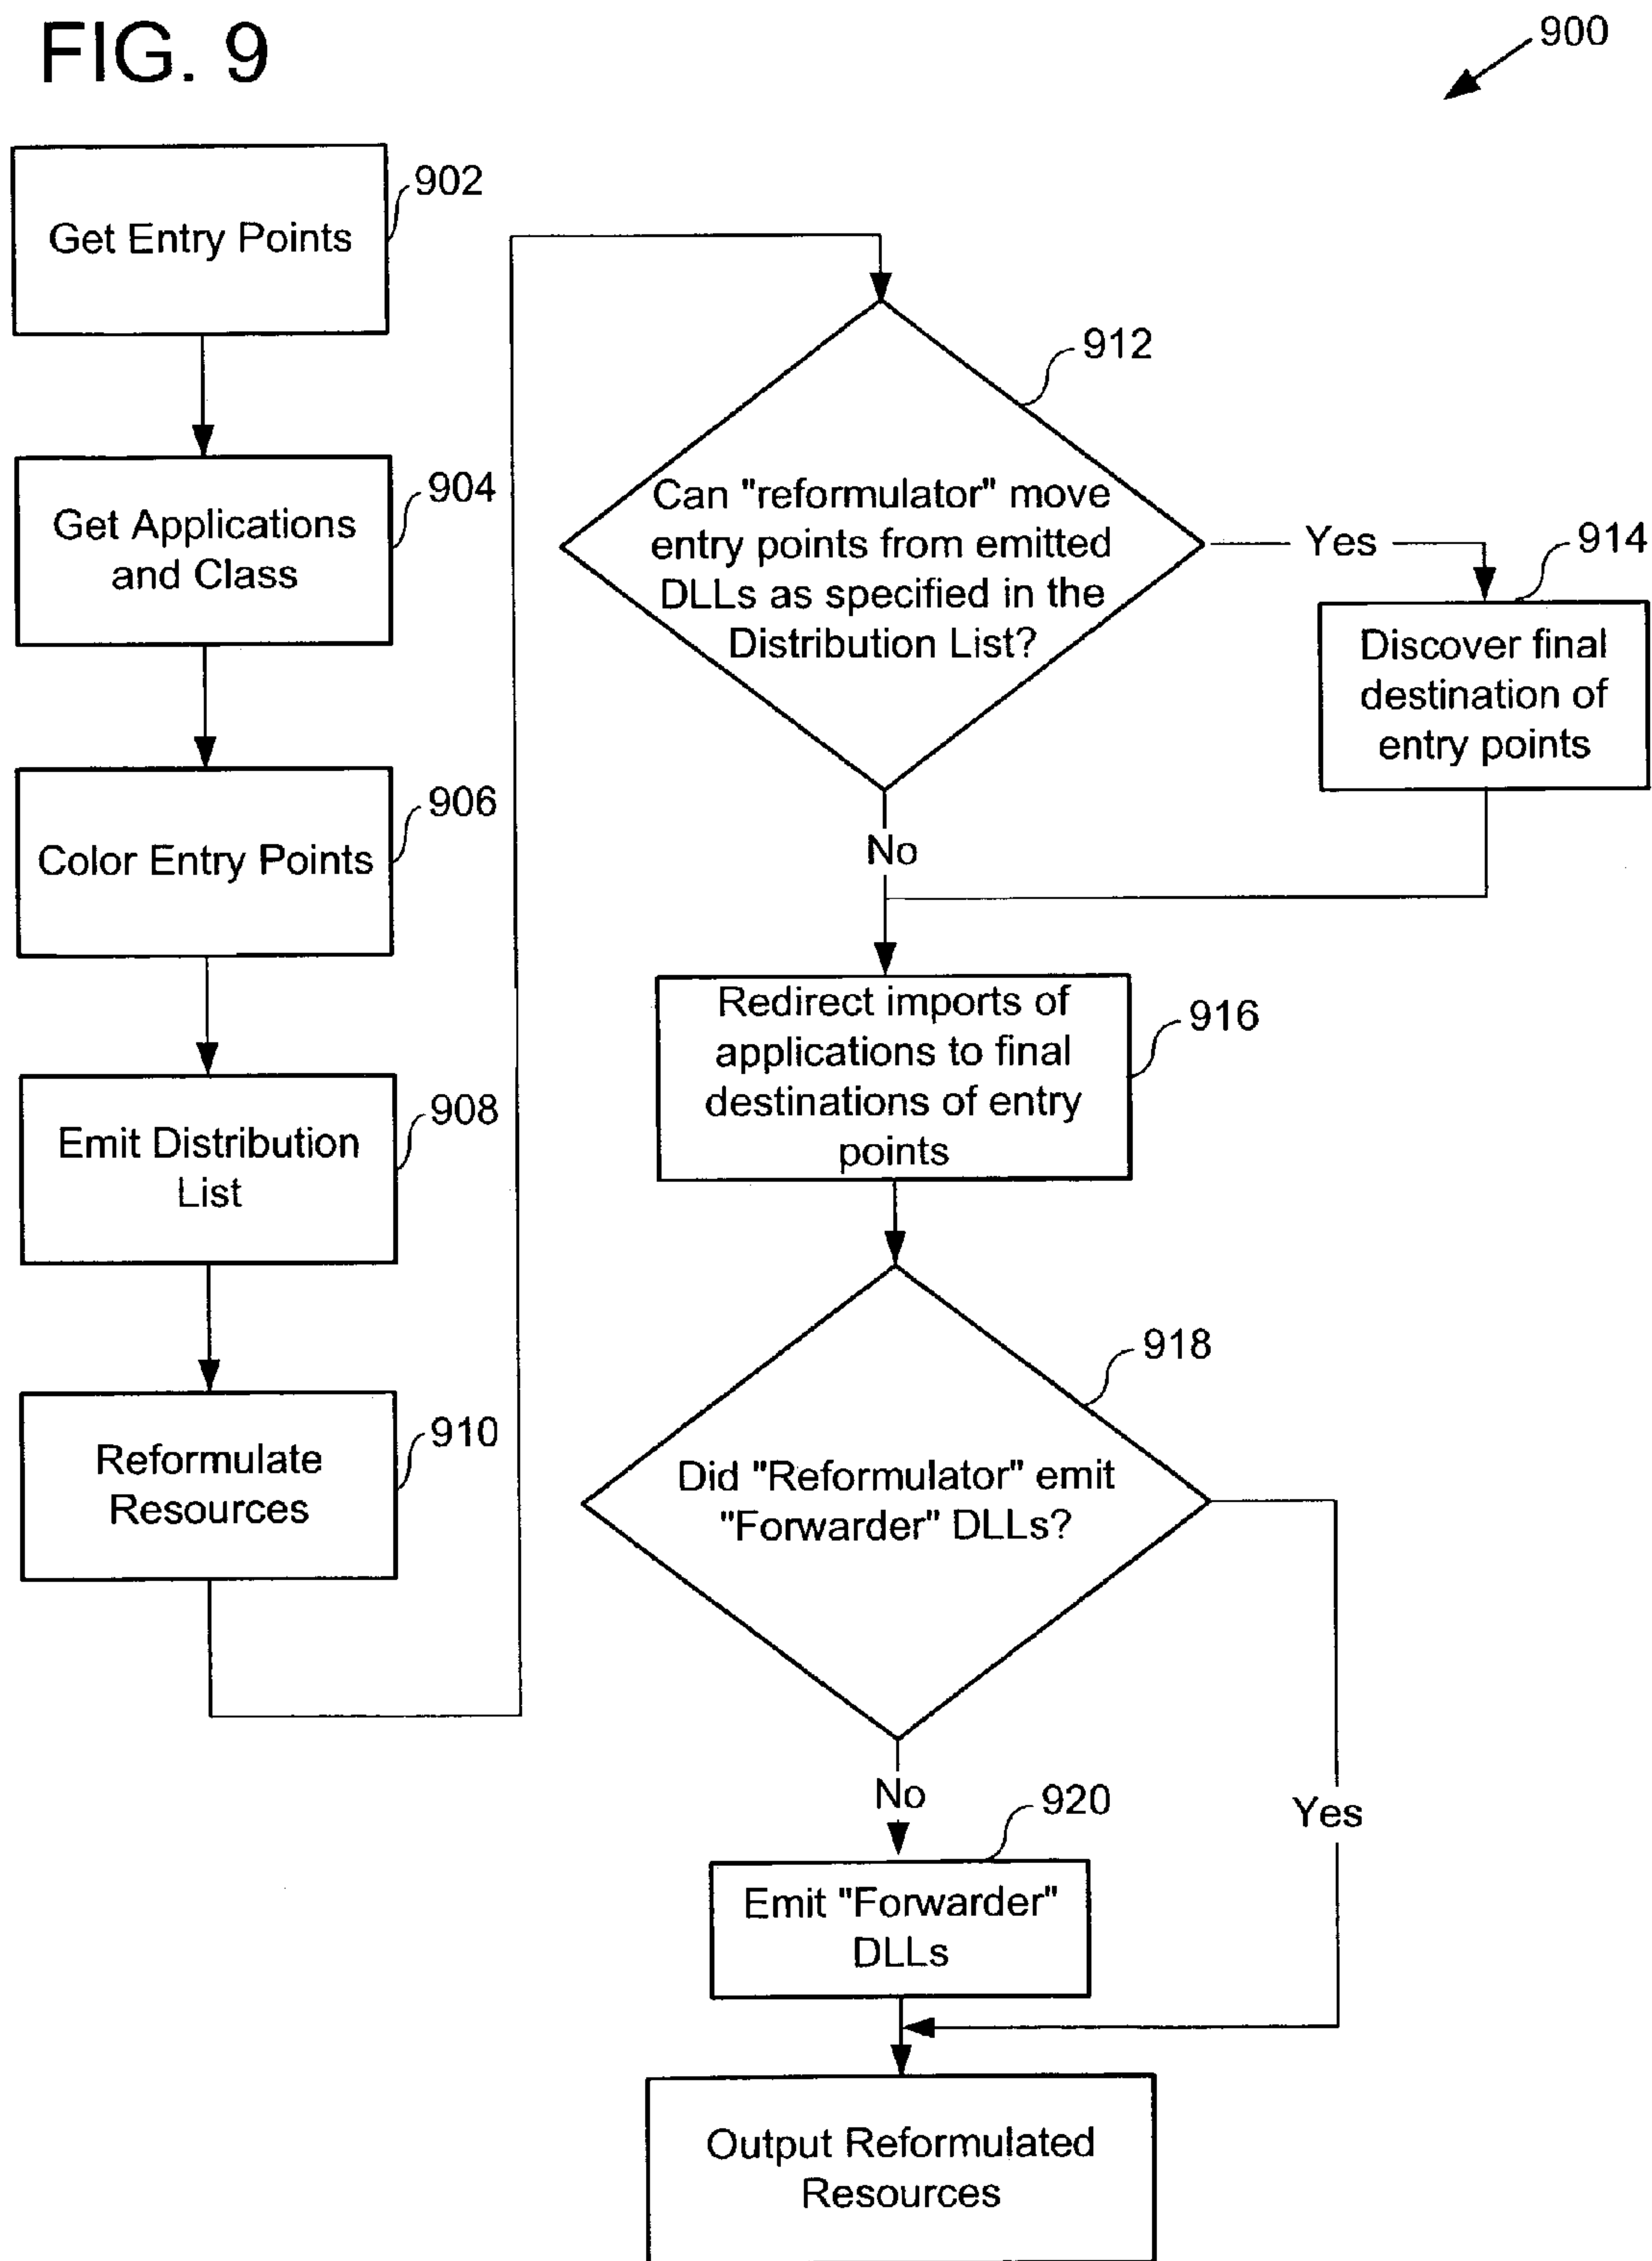 FIG. 9
900
Get Entry Points
902
Get Applications
and Class
904
Color Entry Points
906
Emit Distribution
List
908
Reformulate
Resources
910
Can "reformulator" move
entry points from emitted
DLLs as specified in the
Distribution List?
912
Yes
914
Discover final
destination of
entry points
No
Redirect imports of
applications to final
destinations of entry
points
916
Did "Reformulator" emit
"Forwarder" DLLs?
918
No
Yes
920
Emit "Forwarder"
DLLs
Output Reformulated
Resources